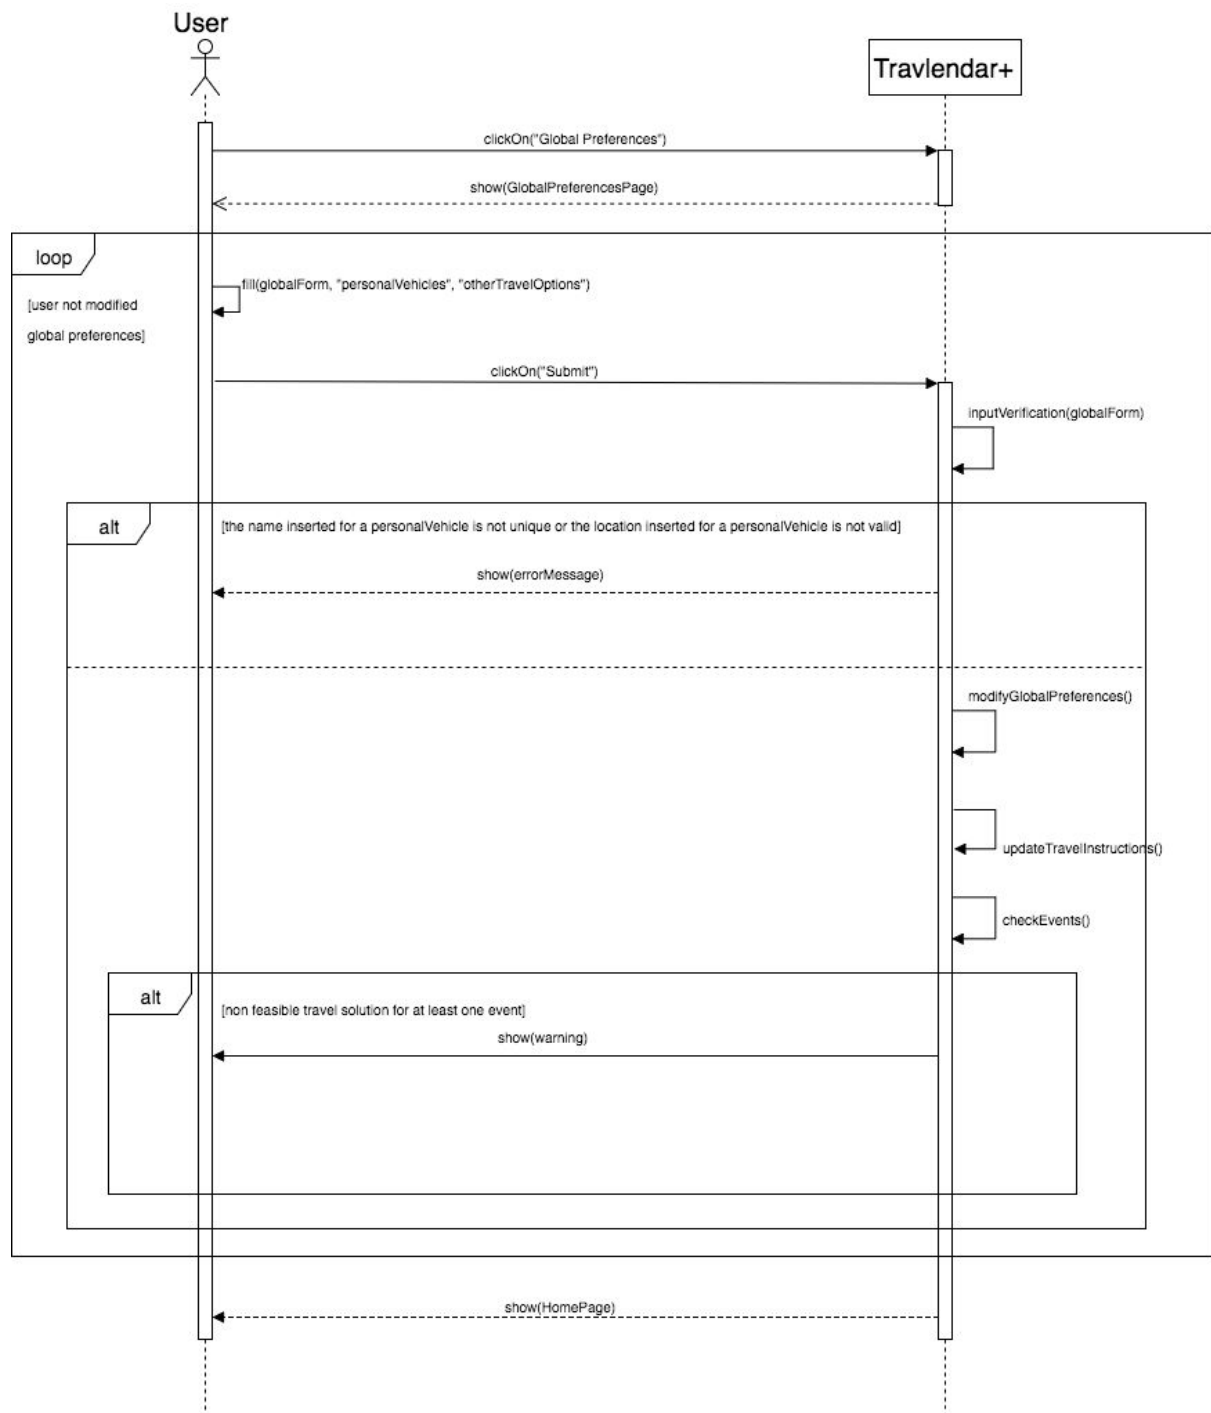 User
Travlendar+
clickOn("Global Preferences")
show(GlobalPreferencesPage)
loop
[user not modified
global preferences]
fill(globalForm, "personalVehicles", "otherTravelOptions")
clickOn("Submit")
inputVerification(globalForm)
alt
[the name inserted for a personalVehicle is not unique or the location inserted for a personalVehicle is not valid]
show(errorMessage)
modifyGlobalPreferences()
updateTravelInstructions()
checkEvents()
alt
[non feasible travel solution for at least one event]
show(warning)
show(HomePage)